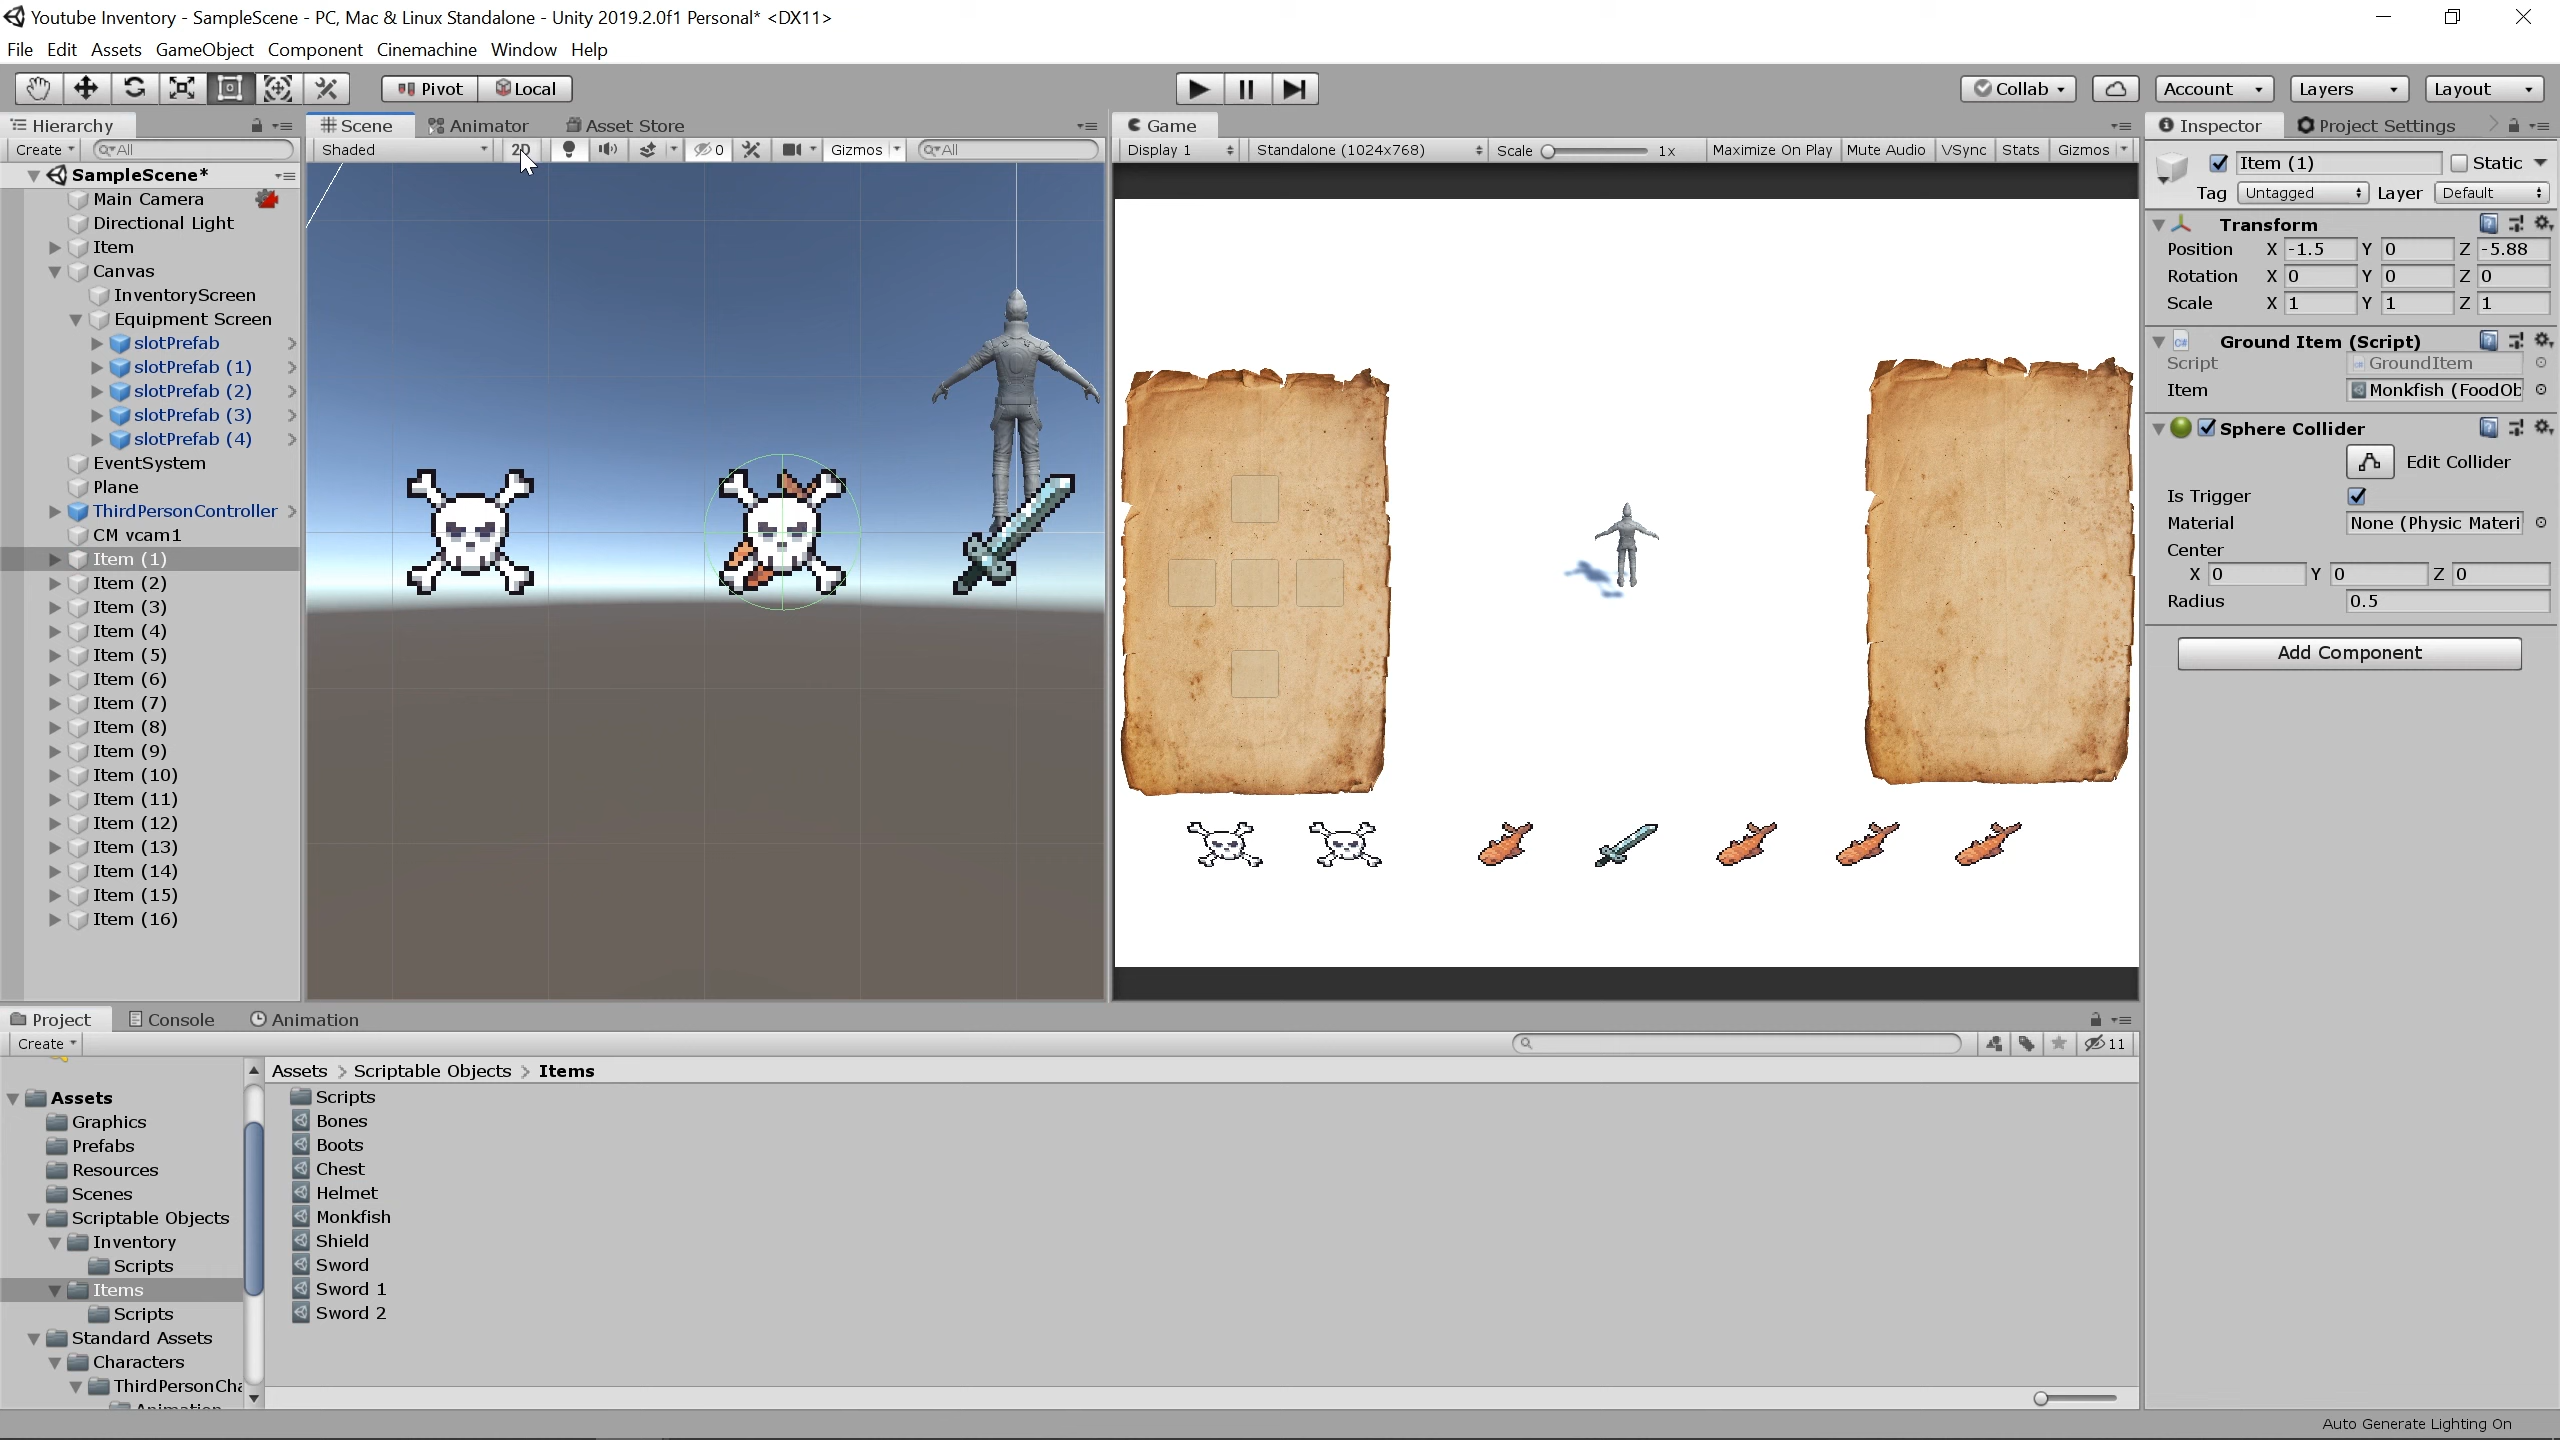 Youtube Inventory - SampleScene - PC, Mac & Linux Standalone - Unity 2019.2.0f1 Personal* <DX11>
File Edit Assets GameObject Component Cinemachine Window Help
Pivot Local Collab Account Layers Layout
Hierarchy
Create All
SampleScene*
Main Camera
Directional Light
Item
Canvas
InventoryScreen
Equipment Screen
slotPrefab
slotPrefab (1)
slotPrefab (2)
slotPrefab (3)
slotPrefab (4)
EventSystem
Plane
ThirdPersonController
CM vcam1
Item (1)
Item (2)
Item (3)
Item (4)
Item (5)
Item (6)
Item (7)
Item (8)
Item (9)
Item (10)
Item (11)
Item (12)
Item (13)
Item (14)
Item (15)
Item (16)
Scene Animator Asset Store
Shaded 2D 0 Gizmos All
Game
Display 1 Standalone (1024x768) Scale 1x Maximize On Play Mute Audio VSync Stats Gizmos
Inspector Project Settings
Item (1) Static
Tag Untagged Layer Default
Transform
Position X -1.5 Y 0 Z -5.88
Rotation X 0 Y 0 Z 0
Scale X 1 Y 1 Z 1
Ground Item (Script)
Script GroundItem
Item Monkfish (FoodOb
Sphere Collider
Edit Collider
Is Trigger
Material None (Physic Materi
Center
X 0 Y 0 Z 0
Radius 0.5
Add Component
Project Console Animation
Create 11
Assets
Graphics
Prefabs
Resources
Scenes
Scriptable Objects
Inventory
Scripts
Items
Scripts
Standard Assets
Characters
ThirdPersonCha
Assets > Scriptable Objects > Items
Scripts
Bones
Boots
Chest
Helmet
Monkfish
Shield
Sword
Sword 1
Sword 2
Auto Generate Lighting On